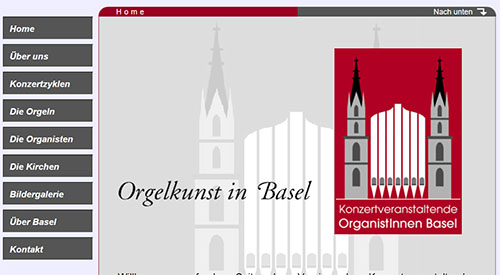 Home
Nach unten
Home
Über uns
Konzertzyklen
Die Orgeln
Die Organisten
Die Kirchen
Bildergalerie
Über Basel
Kontakt
Orgelkunst in Basel
Konzertveranstaltende
OrganistInnen Basel